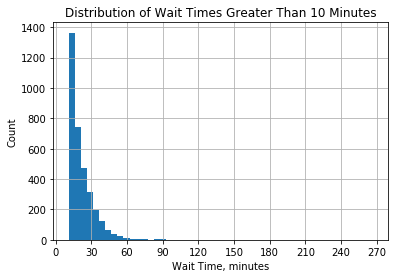 Distribution of Wait Times Greater Than 10 Minutes
1400
1200
1000
800
600
400
200
0
Count
0 30 60 90 120 150 180 210 240 270
Wait Time, minutes